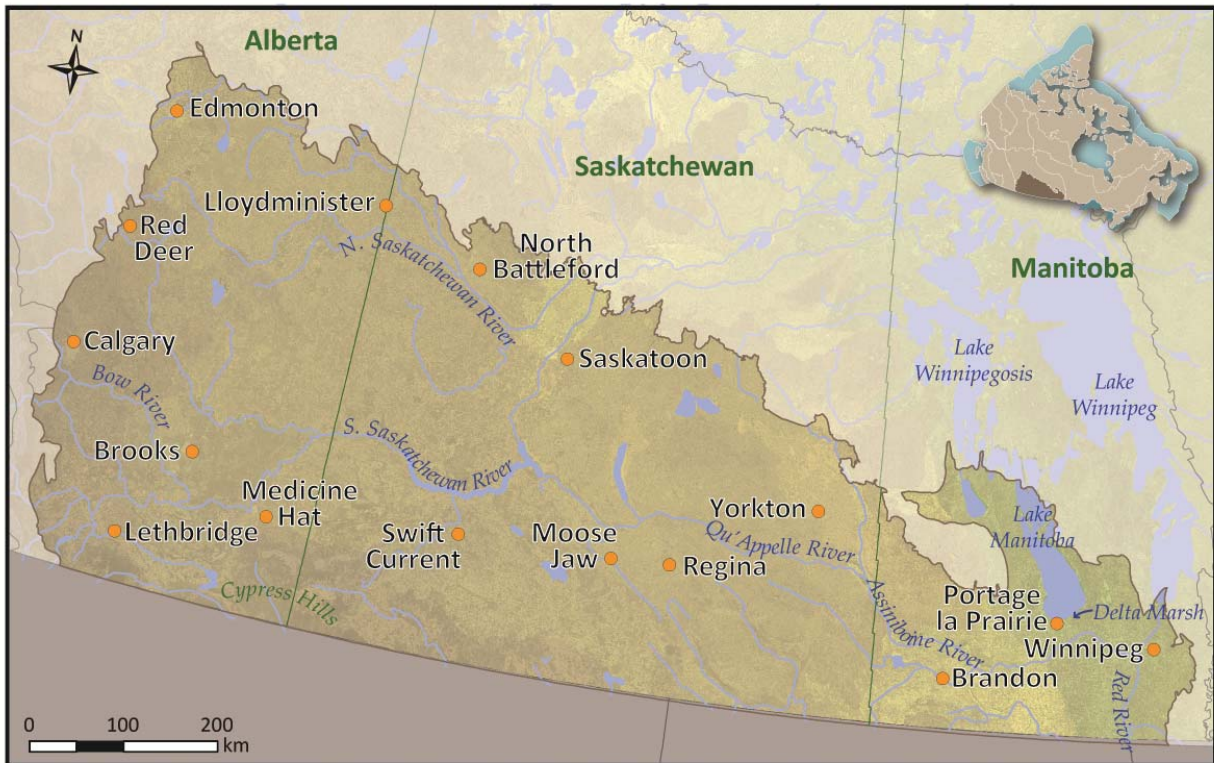 N
Alberta
Edmonton
Saskatchewan
Lloydminister
Red
Deer
North
Battleford
N. Saskatchewan River
Manitoba
Calgary
Saskatoon
Lake
Winnipegosis
Lake
Winnipeg
Bow River
Brooks
S. Saskatchewan River
Medicine
Hat
Lethbridge
Swift
Current
Moose
Jaw
Yorkton
Qu'Appelle River
Regina
Lake
Manitoba
Cypress Hills
Assiniboine River
Portage
la Prairie
Delta Marsh
Winnipeg
Brandon
Red River
0 100 200
km